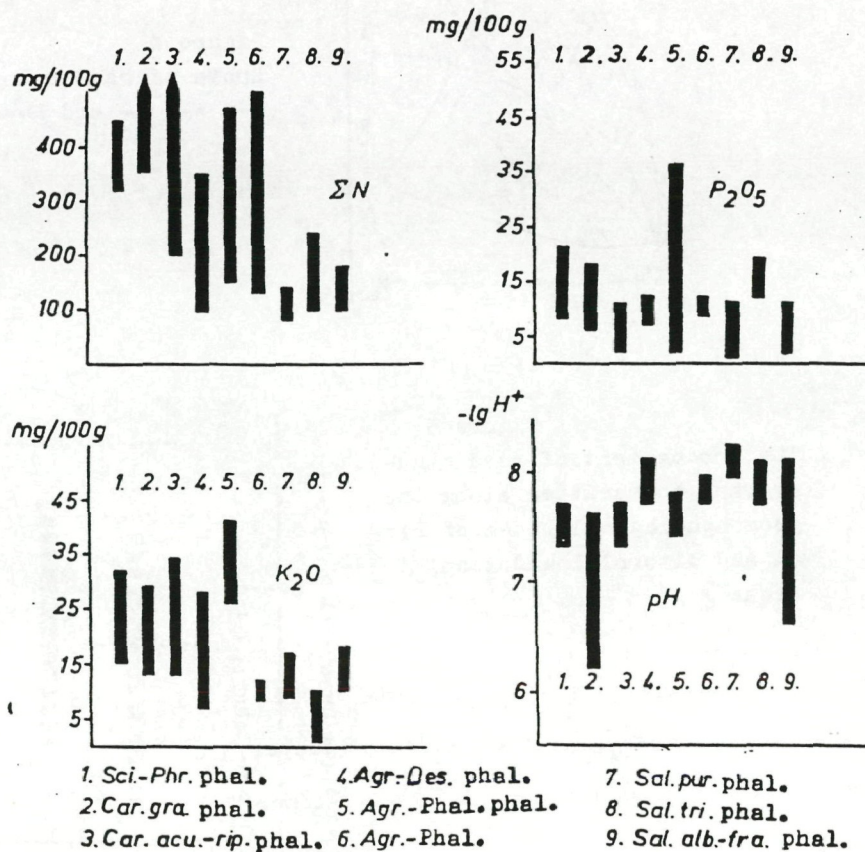 mg/100g
1. 2. 3. 4. 5. 6. 7. 8. 9.
400
300
200
100
ΣN
mg/100g
1. 2. 3. 4. 5. 6. 7. 8. 9.
55
45
35
25
15
5
P₂O₅
mg/100g
1. 2. 3. 4. 5. 6. 7. 8. 9.
45
35
25
15
5
K₂O
-lg H⁺
8
7
6
pH
1. 2. 3. 4. 5. 6. 7. 8. 9.
1. Sci.-Phr. phal.
2. Car. gra. phal.
3. Car. acu.-rip. phal.
4. Agr.-Des. phal.
5. Agr.-Phal. phal.
6. Agr.-Phal.
7. Sal. pur. phal.
8. Sal. tri. phal.
9. Sal. alb.-fra. phal.